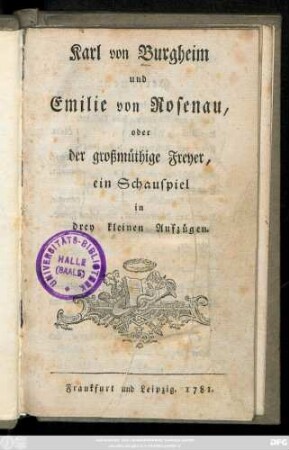 Karl von Burgheim
und
Emilie von Rosenau,
oder
der großmüthige Freyer,
ein Schauspiel
in
drey kleinen Aufzügen.
UNIVERSITÄTS-BIBLIOTHEK
HALLE
(SAALE)
Frankfurt und Leipzig. 1781.
DFG